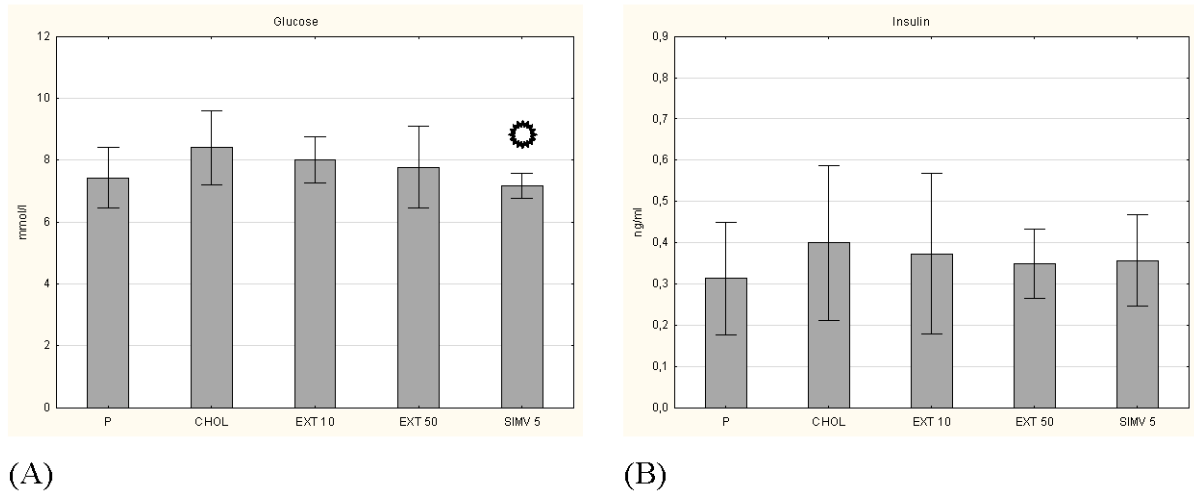 Glucose
12
10
8
6
4
2
0
mmol/l
P CHOL EXT 10 EXT 50 SIMV 5
(A)
Insulin
0,9
0,8
0,7
0,6
0,5
0,4
0,3
0,2
0,1
0,0
ng/ml
P CHOL EXT 10 EXT 50 SIMV 5
(B)